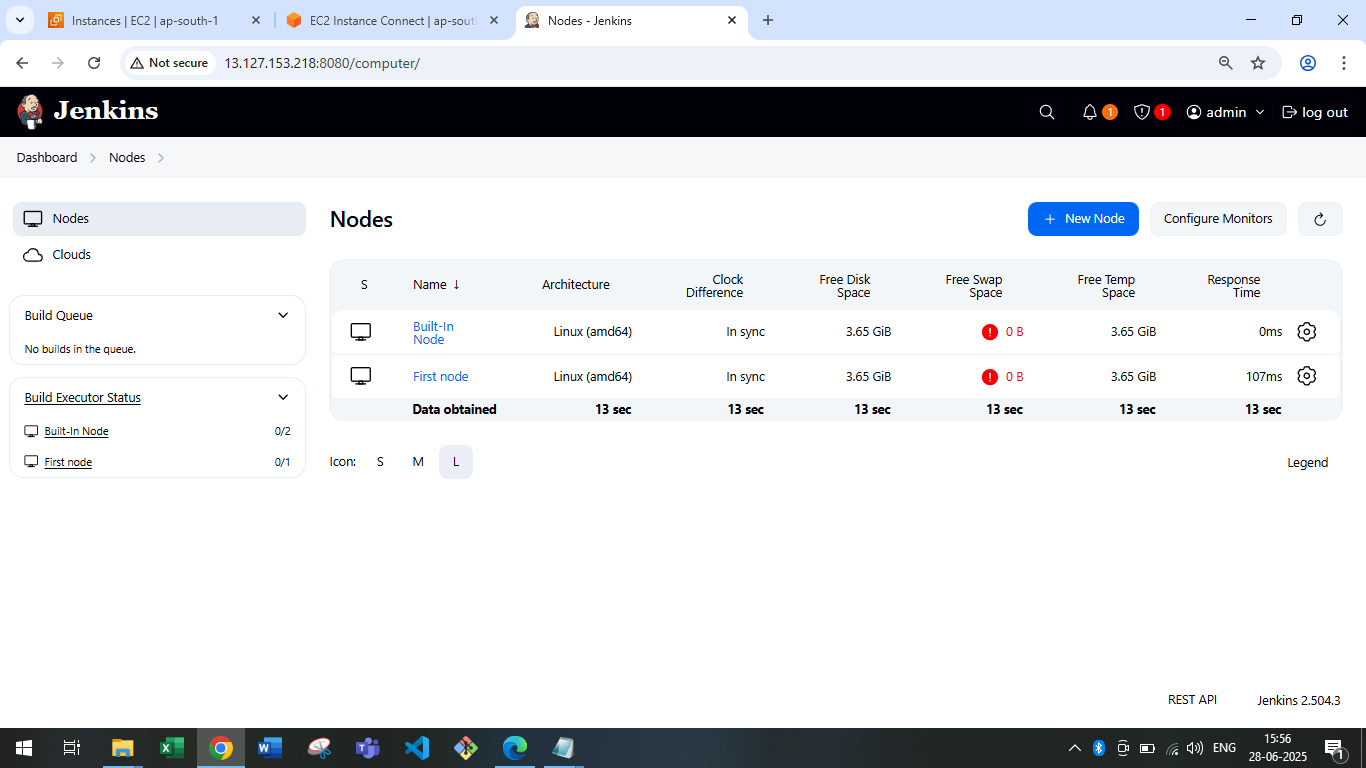 Instances | EC2 | ap-south-1
EC2 Instance Connect | ap-sout
Nodes - Jenkins
Not secure
13.127.153.218:8080/computer/
Jenkins
1
1
admin
log out
Dashboard
Nodes
Nodes
Clouds
Build Queue
No builds in the queue.
Build Executor Status
Built-In Node 0/2
First node 0/1
Nodes
+ New Node
Configure Monitors
S Name ↓ Architecture Clock Difference Free Disk Space Free Swap Space Free Temp Space Response Time
Built-In Node Linux (amd64) In sync 3.65 GiB 0 B 3.65 GiB 0ms
First node Linux (amd64) In sync 3.65 GiB 0 B 3.65 GiB 107ms
Data obtained 13 sec 13 sec 13 sec 13 sec 13 sec 13 sec
Icon: S M L
Legend
REST API
Jenkins 2.504.3
ENG
15:56
28-06-2025
1